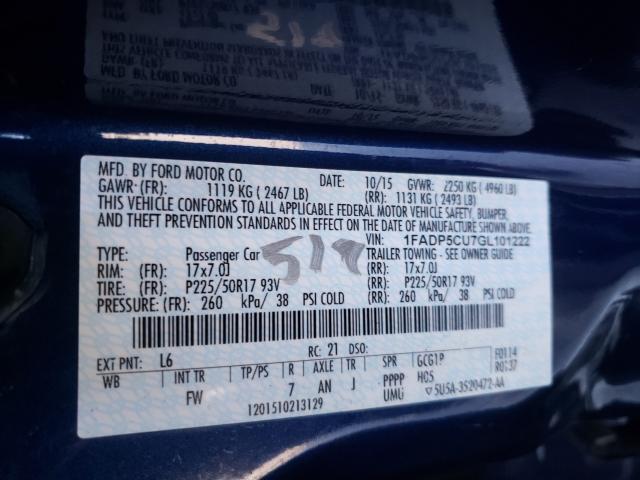 MFD. BY FORD MOTOR CO.
DATE: 10/15 GVWR: 2250 KG ( 4960 LB)
GAWR: (FR): 1119 KG ( 2467 LB) (RR): 1131 KG ( 2493 LB)
THIS VEHICLE CONFORMS TO ALL APPLICABLE FEDERAL MOTOR VEHICLE SAFETY, BUMPER,
AND THEFT PREVENTION STANDARDS IN EFFECT ON THE DATE OF MANUFACTURE SHOWN ABOVE.
VIN: 1FADP5CU7GL101222
TYPE: Passenger Car TRAILER TOWING - SEE OWNER GUIDE
RIM: (FR): 17x7.0J (RR): 17x7.0J
TIRE: (FR): P225/50R17 93V (RR): P225/50R17 93V
PRESSURE: (FR): 260 kPa/ 38 PSI COLD (RR): 260 kPa/ 38 PSI COLD
EXT PNT: L6 RC: 21 DSO:
WB INT TR TP/PS R AXLE TR SPR GCG1P F0114
FW 7 AN J PPPP HC5
UMU 5U5A-3520472-AA
1201510213129